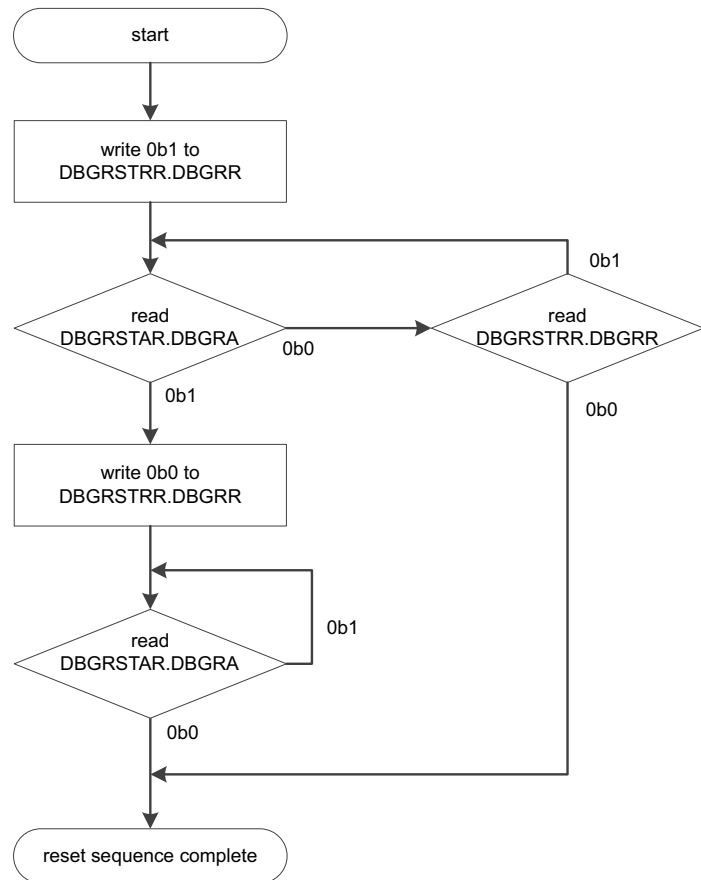 start
write 0b1 to
DBGRSTRR.DBGRR
0b1
read
DBGRSTAR.DBGRA
0b0
read
DBGRSTRR.DBGRR
0b1
0b0
write 0b0 to
DBGRSTRR.DBGRR
read
DBGRSTAR.DBGRA
0b1
0b0
reset sequence complete